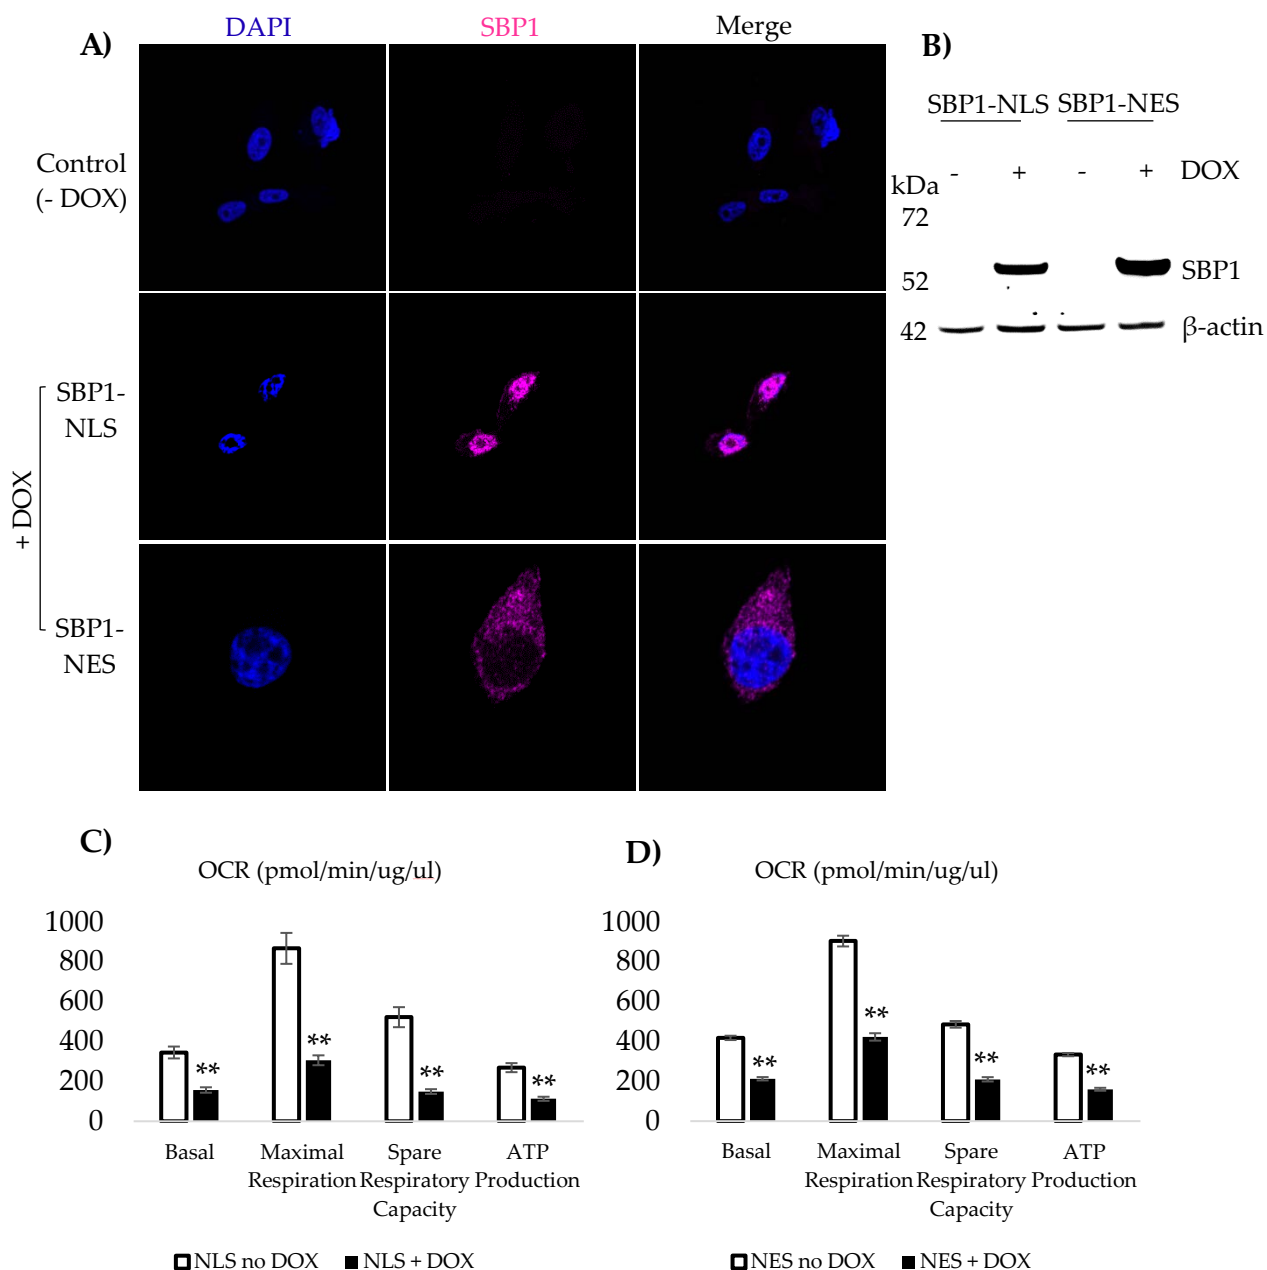 A)
DAPI
SBP1
Merge
Control
(- DOX)
+ DOX
SBP1-
NLS
SBP1-
NES
B)
SBP1-NLS SBP1-NES
- + - + DOX
kDa
72
52
42
SBP1
β-actin
C)
OCR (pmol/min/ug/ul)
1000
800
600
400
200
0
** ** ** **
Basal
Maximal
Respiration
Spare
Respiratory
Capacity
ATP
Production
NLS no DOX NLS + DOX
D)
OCR (pmol/min/ug/ul)
1000
800
600
400
200
0
** ** ** **
Basal
Maximal
Respiration
Spare
Respiratory
Capacity
ATP
Production
NES no DOX NES + DOX